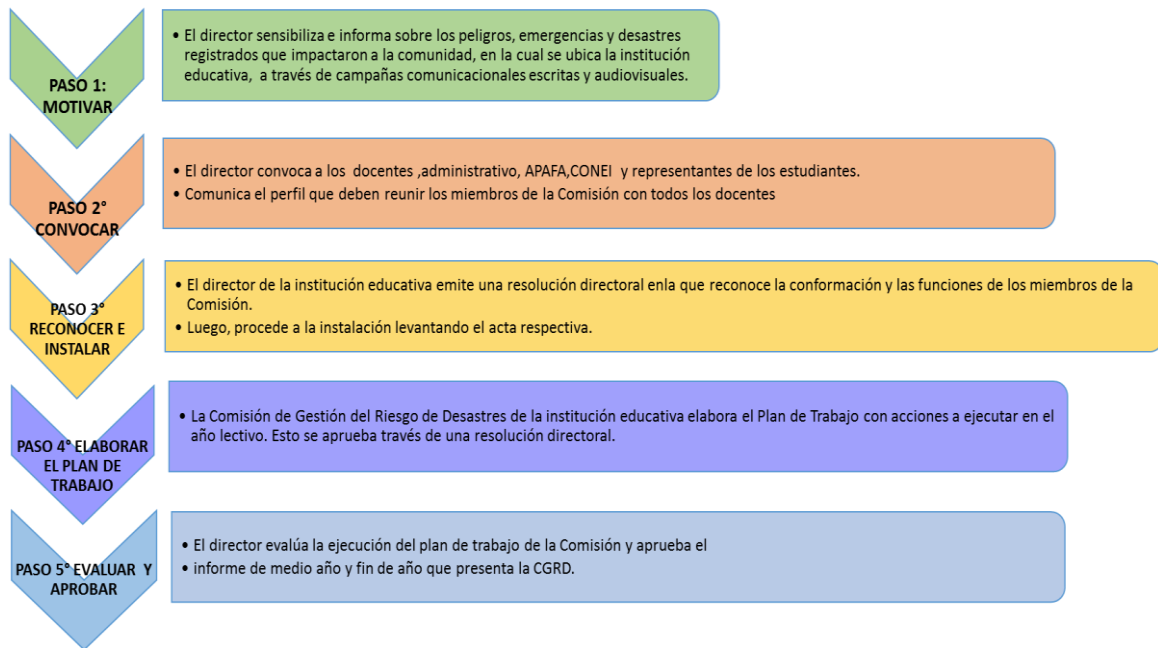 PASO 1:
MOTIVAR
• El director sensibiliza e informa sobre los peligros, emergencias y desastres
registrados que impactaron a la comunidad, en la cual se ubica la institución
educativa, a través de campañas comunicacionales escritas y audiovisuales.
PASO 2°
CONVOCAR
• El director convoca a los docentes ,administrativo, APAFA,CONEI y representantes de los estudiantes.
• Comunica el perfil que deben reunir los miembros de la Comisión con todos los docentes
PASO 3°
RECONOCER E
INSTALAR
• El director de la institución educativa emite una resolución directoral enla que reconoce la conformación y las funciones de los miembros de la
Comisión.
• Luego, procede a la instalación levantando el acta respectiva.
PASO 4° ELABORAR
EL PLAN DE
TRABAJO
• La Comisión de Gestión del Riesgo de Desastres de la institución educativa elabora el Plan de Trabajo con acciones a ejecutar en el
año lectivo. Esto se aprueba través de una resolución directoral.
PASO 5° EVALUAR Y
APROBAR
• El director evalúa la ejecución del plan de trabajo de la Comisión y aprueba el
• informe de medio año y fin de año que presenta la CGRD.